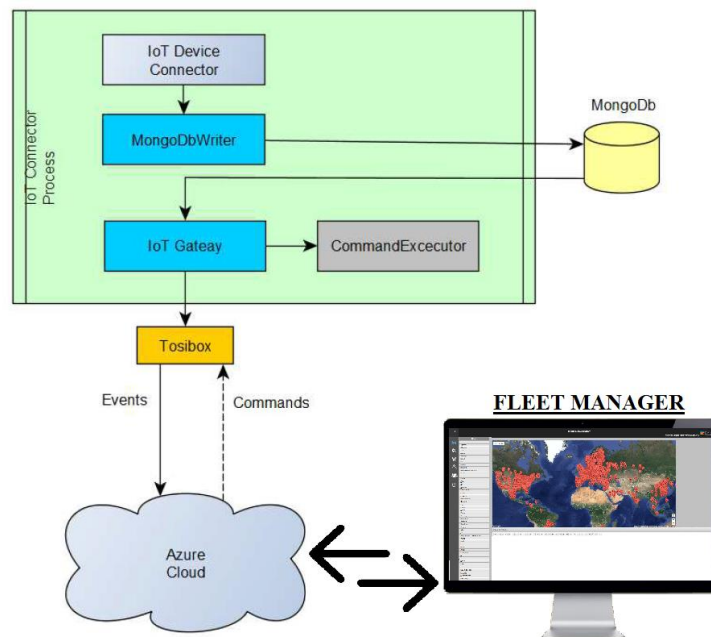 IoT Device
Connector
MongoDb
MongoDbWriter
IoT Connector
Process
IoT Gateay
CommandExcecutor
Tosibox
Events
Commands
FLEET MANAGER
Azure
Cloud